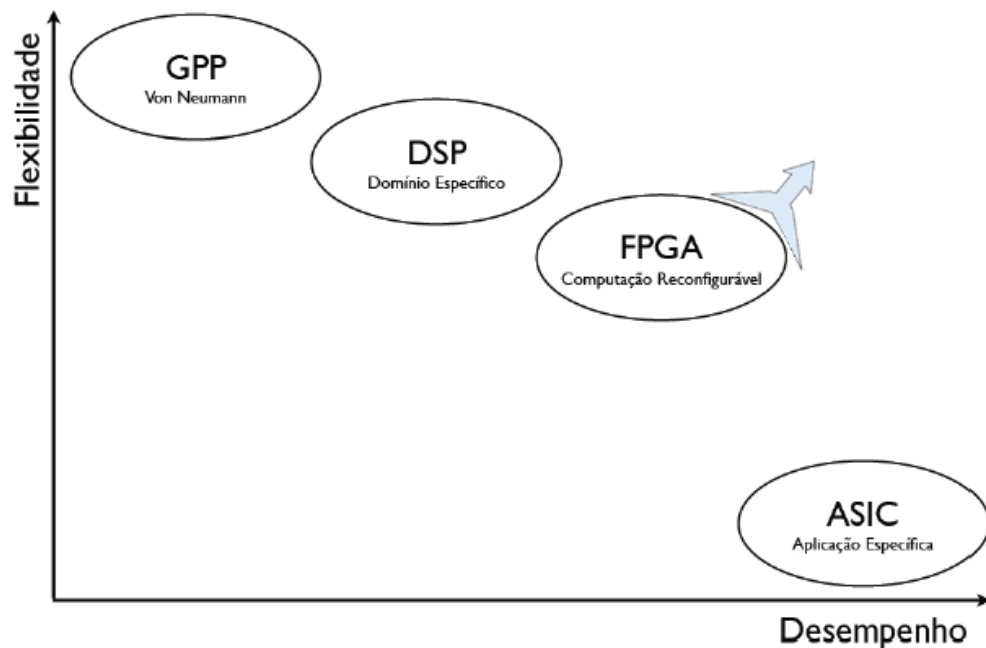 Flexibilidade
GPP
Von Neumann
DSP
Domínio Específico
FPGA
Computação Reconfigurável
ASIC
Aplicação Específica
Desempenho